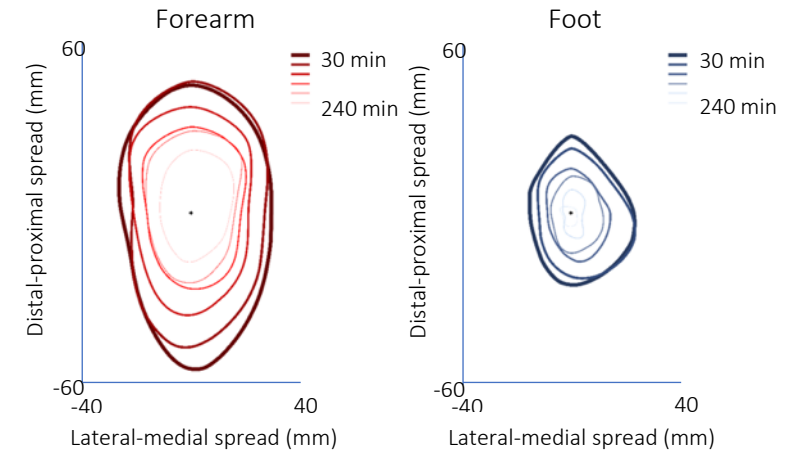 Forearm
60
30 min
240 min
Distal-proximal spread (mm)
-60
-40
40
Lateral-medial spread (mm)
Foot
60
30 min
240 min
Distal-proximal spread (mm)
-60
-40
40
Lateral-medial spread (mm)